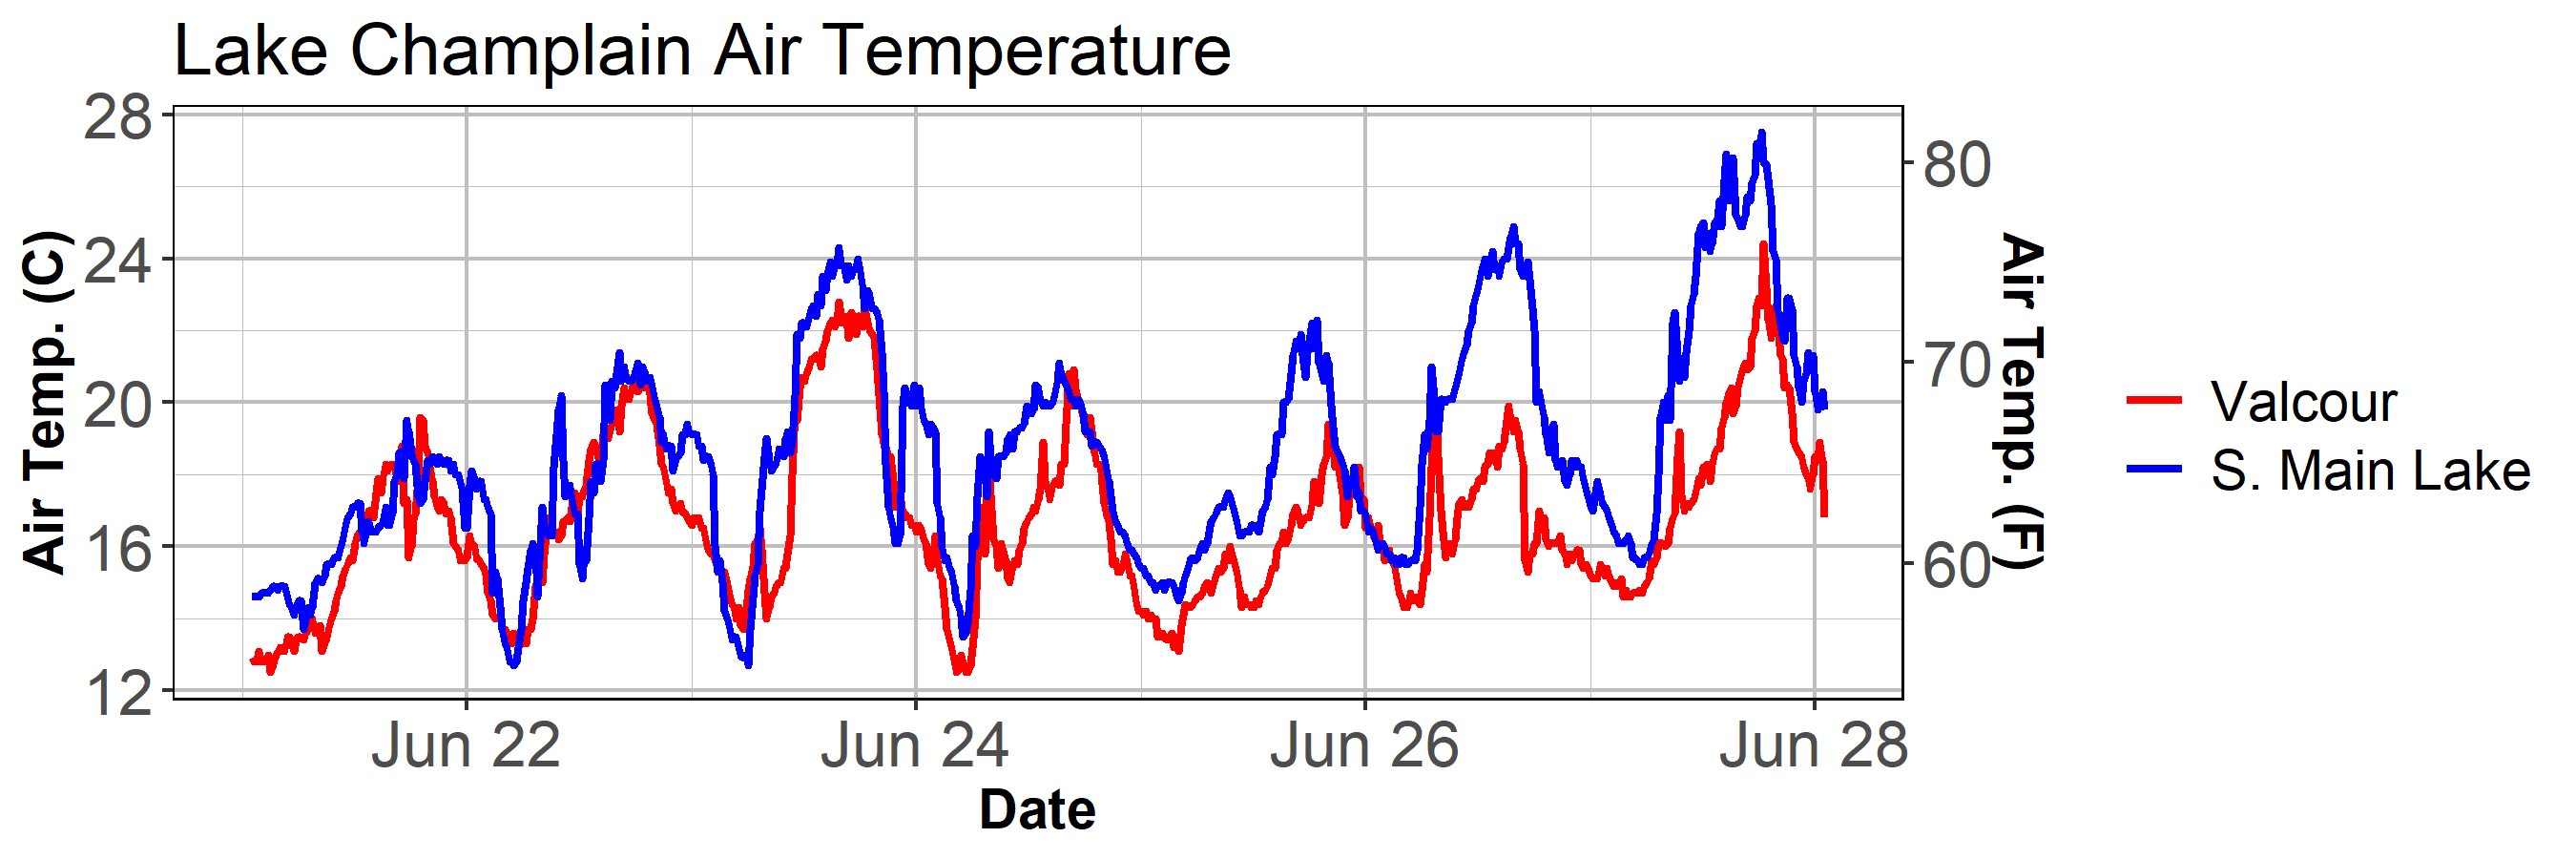 Lake Champlain Air Temperature
Air Temp. (C)
28
24
20
16
12
80
70
60
Air Temp. (F)
Jun 22
Jun 24
Jun 26
Jun 28
Date
Valcour
S. Main Lake